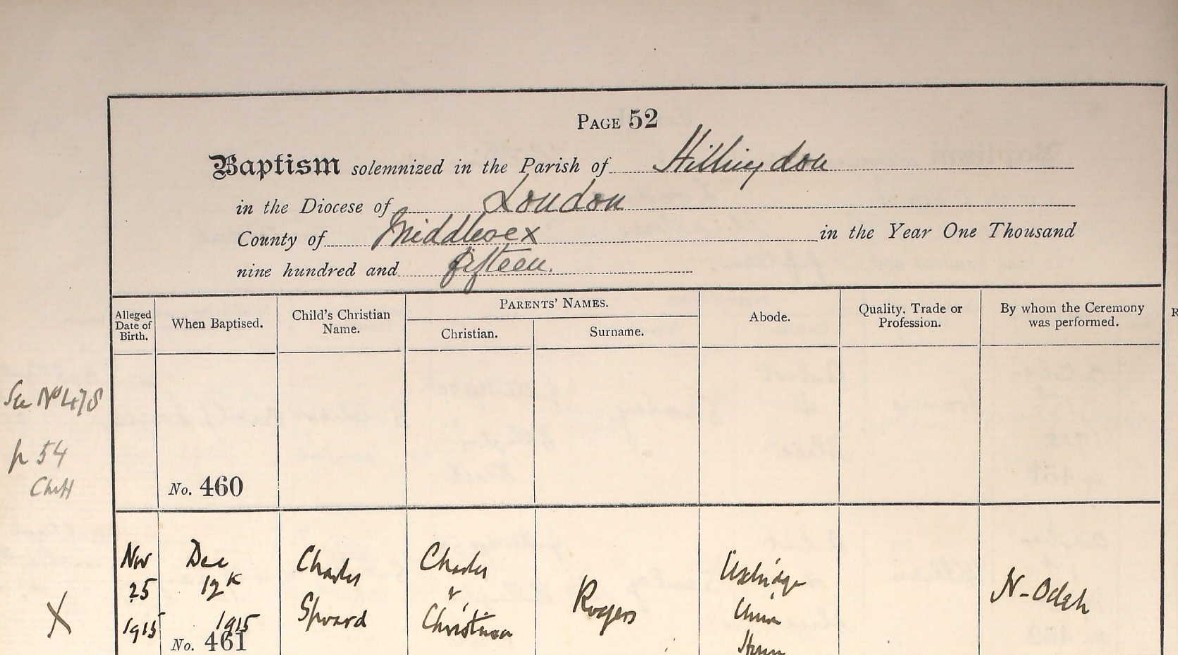 PAGE 52
Baptism solemnized in the Parish of Hillingdon
in the Diocese of London
County of Middlesex in the Year One Thousand
nine hundred and fifteen.
Alleged Date of Birth.
When Baptised.
Child's Christian Name.
PARENTS' NAMES.
Christian.
Surname.
Abode.
Quality, Trade or Profession.
By whom the Ceremony was performed.
R
See No 478
p 54
No. 460
Nov 25 1915
Dec 12 1915
Charles
Charles & Christina
Rogers
Uxbridge
Union
X
No. 461